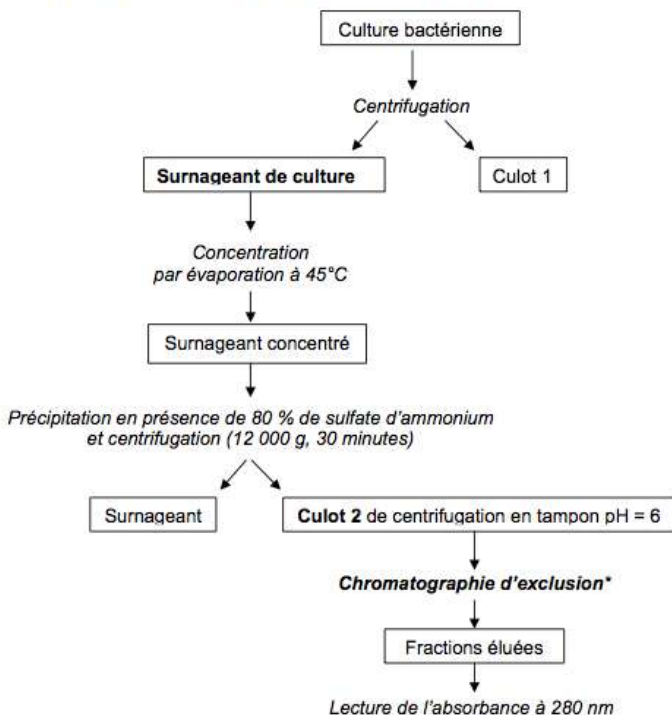 Culture bactérienne
Centrifugation
Surnageant de culture
Culot 1
Concentration
par évaporation à 45°C
Surnageant concentré
Précipitation en présence de 80 % de sulfate d'ammonium
et centrifugation (12 000 g, 30 minutes)
Surnageant
Culot 2 de centrifugation en tampon pH = 6
Chromatographie d'exclusion*
Fractions éluées
Lecture de l'absorbance à 280 nm